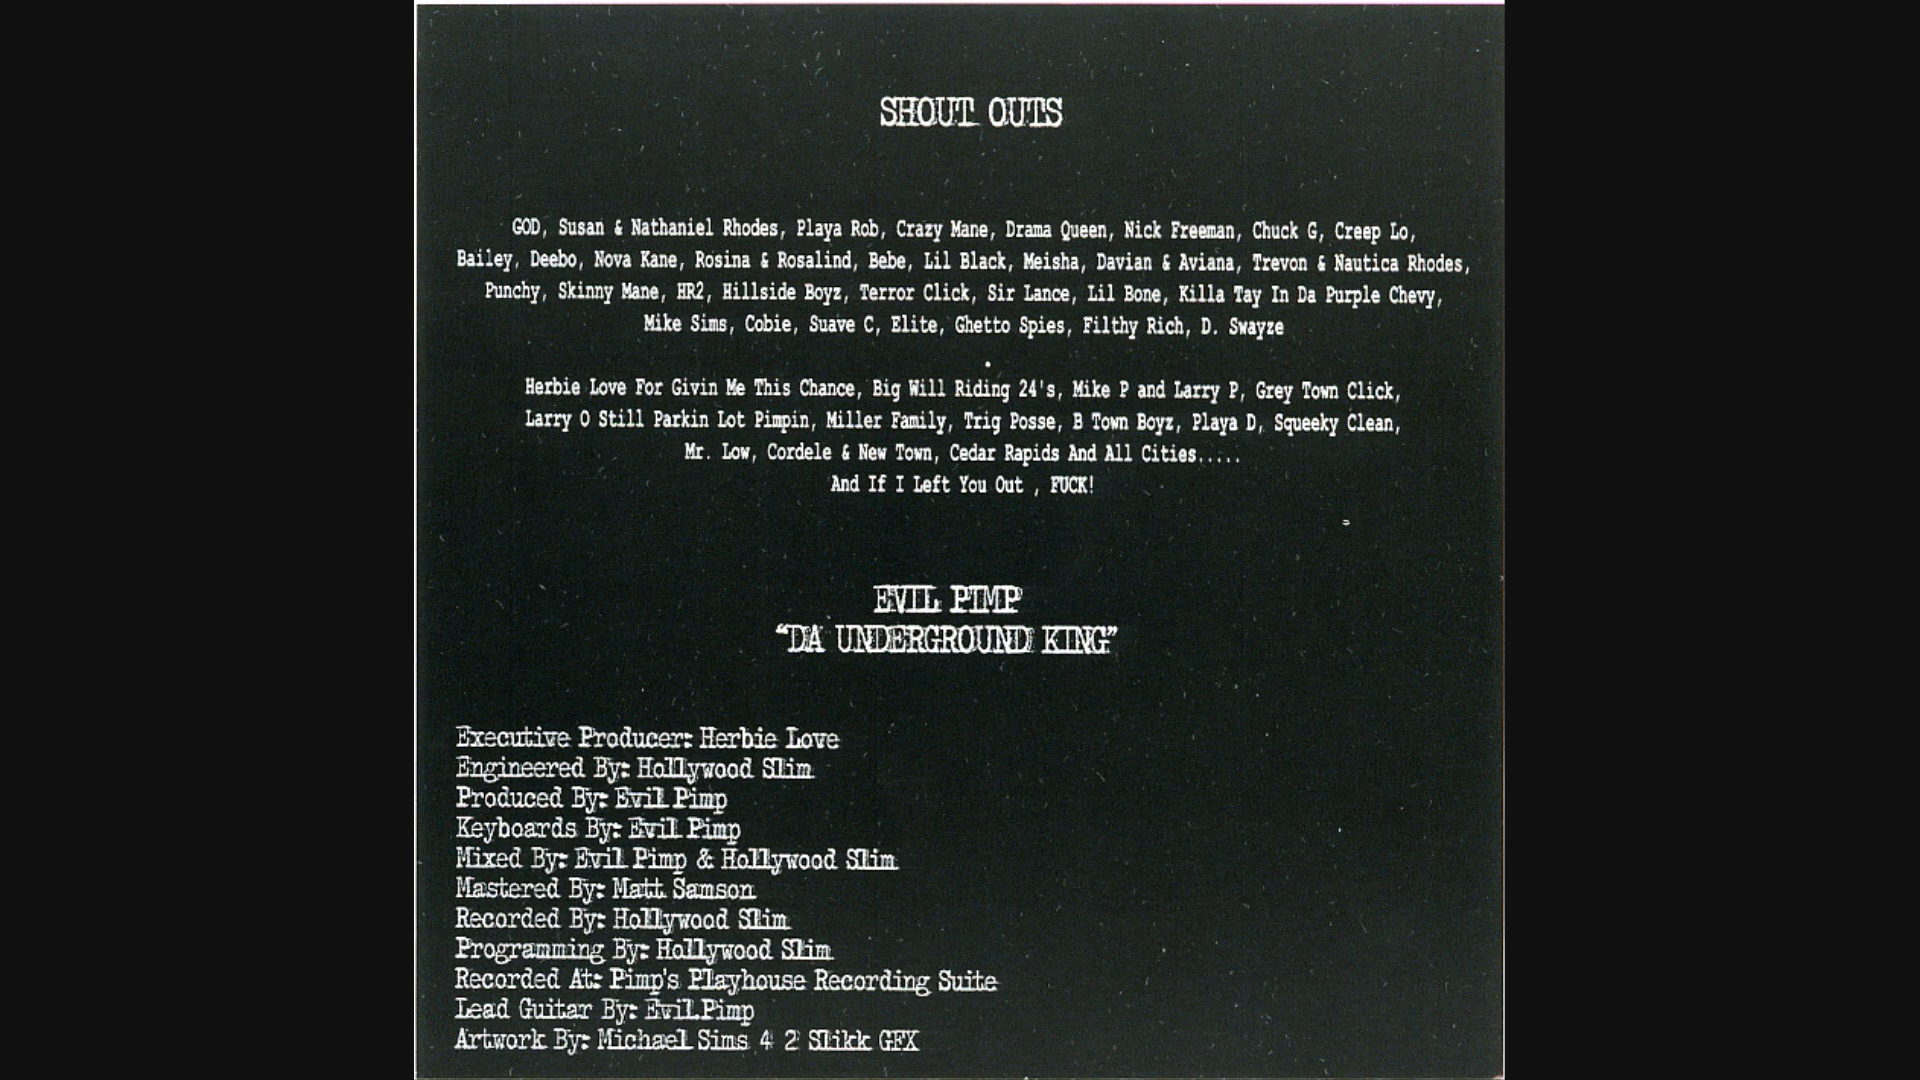 SHOUT OUTS
GOD, Susan & Nathaniel Rhodes, Playa Rob, Crazy Mane, Drama Queen, Nick Freeman, Chuck G, Creep Lo,
Bailey, Deebo, Nova Kane, Rosina & Rosalind, Bebe, Lil Black, Meisha, Davian & Aviana, Trevon & Nautica Rhodes,
Punchy, Skinny Mane, HR2, Hillside Boyz, Terror Click, Sir Lance, Lil Bone, Killa Tay In Da Purple Chevy,
Mike Sims, Cobie, Suave C, Elite, Ghetto Spies, Filthy Rich, D. Swayze
Herbie Love For Givin Me This Chance, Big Will Riding 24's, Mike P and Larry P, Grey Town Click,
Larry O Still Parkin Lot Pimpin, Miller Family, Trig Posse, B Town Boyz, Playa D, Squeeky Clean,
Mr. Low, Cordele & New Town, Cedar Rapids And All Cities.....
And If I Left You Out , FUCK!
EVIL PIMP
"DA UNDERGROUND KING"
Executive Producer: Herbie Love
Engineered By: Hollywood Slim
Produced By: Evil Pimp
Keyboards By: Evil Pimp
Mixed By: Evil Pimp & Hollywood Slim
Mastered By: Matt Samson
Recorded By: Hollywood Slim
Programming By: Hollywood Slim
Recorded At: Pimp's Playhouse Recording Suite
Lead Guitar By: Evil Pimp
Artwork By: Michael Sims 4 2 Slikk GFX